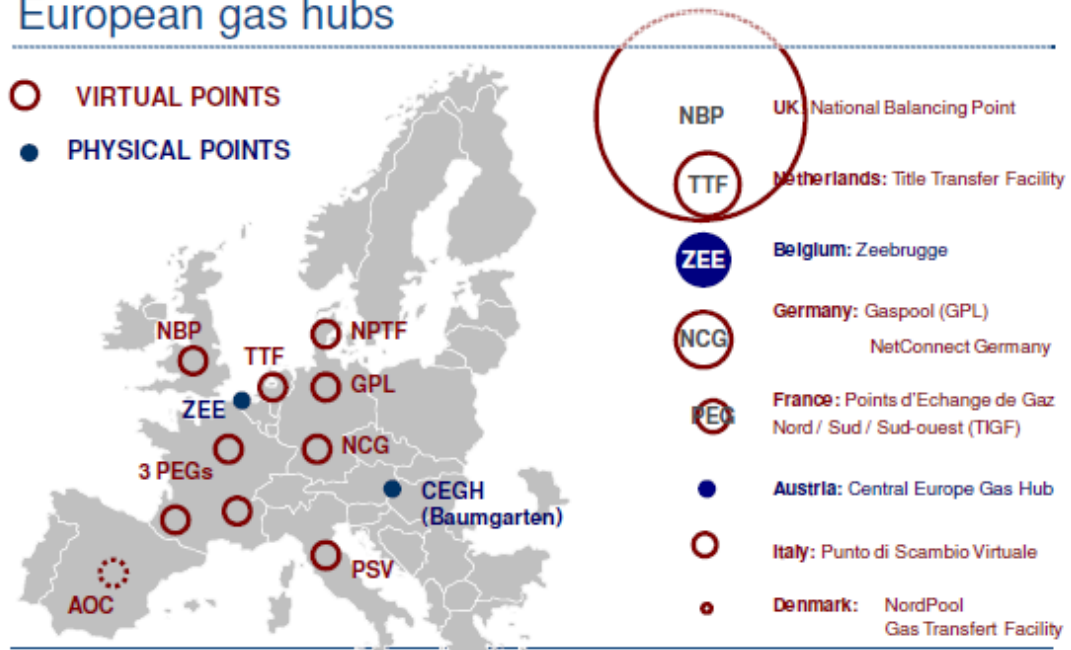 European gas hubs
VIRTUAL POINTS
PHYSICAL POINTS
NBP
TTF
NPTF
GPL
ZEE
NCG
3 PEGs
CEGH
(Baumgarten)
PSV
AOC
NBP
UK: National Balancing Point
TTF
Netherlands: Title Transfer Facility
ZEE
Belgium: Zeebrugge
NCG
Germany: Gaspool (GPL)
NetConnect Germany
PEG
France: Points d'Echange de Gaz
Nord / Sud / Sud-ouest (TIGF)
Austria: Central Europe Gas Hub
Italy: Punto di Scambio Virtuale
Denmark: NordPool
Gas Transfert Facility